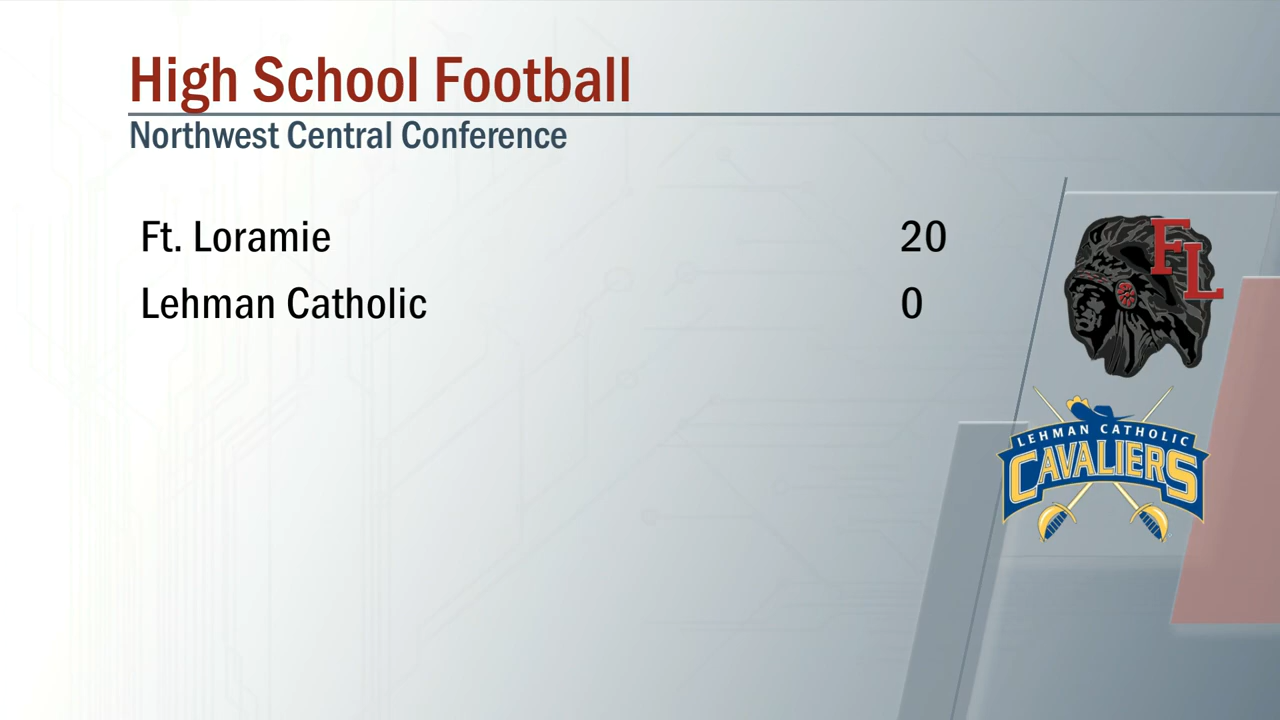 High School Football
Northwest Central Conference
Ft. Loramie 20
Lehman Catholic 0
FL
LEHMAN CATHOLIC
CAVALIERS